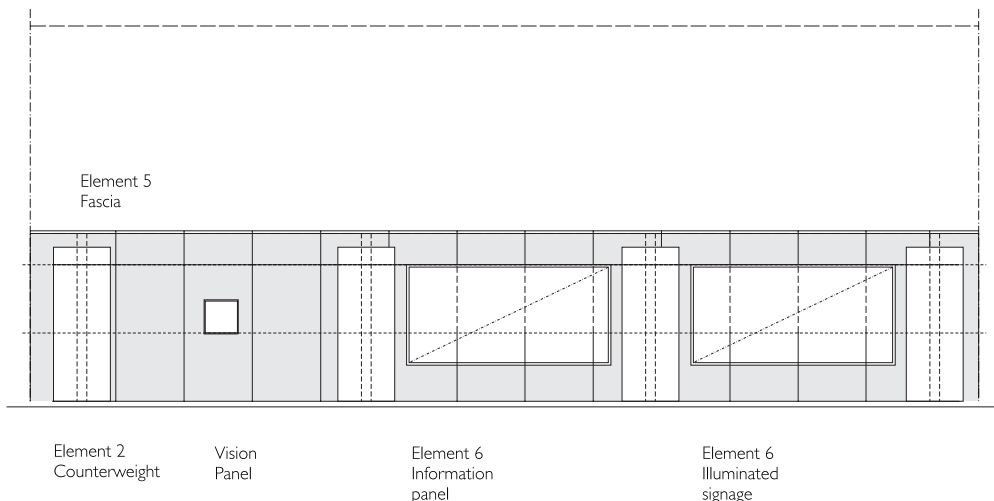 Element 5
Fascia
Element 2
Counterweight
Vision
Panel
Element 6
Information
panel
Element 6
Illuminated
signage